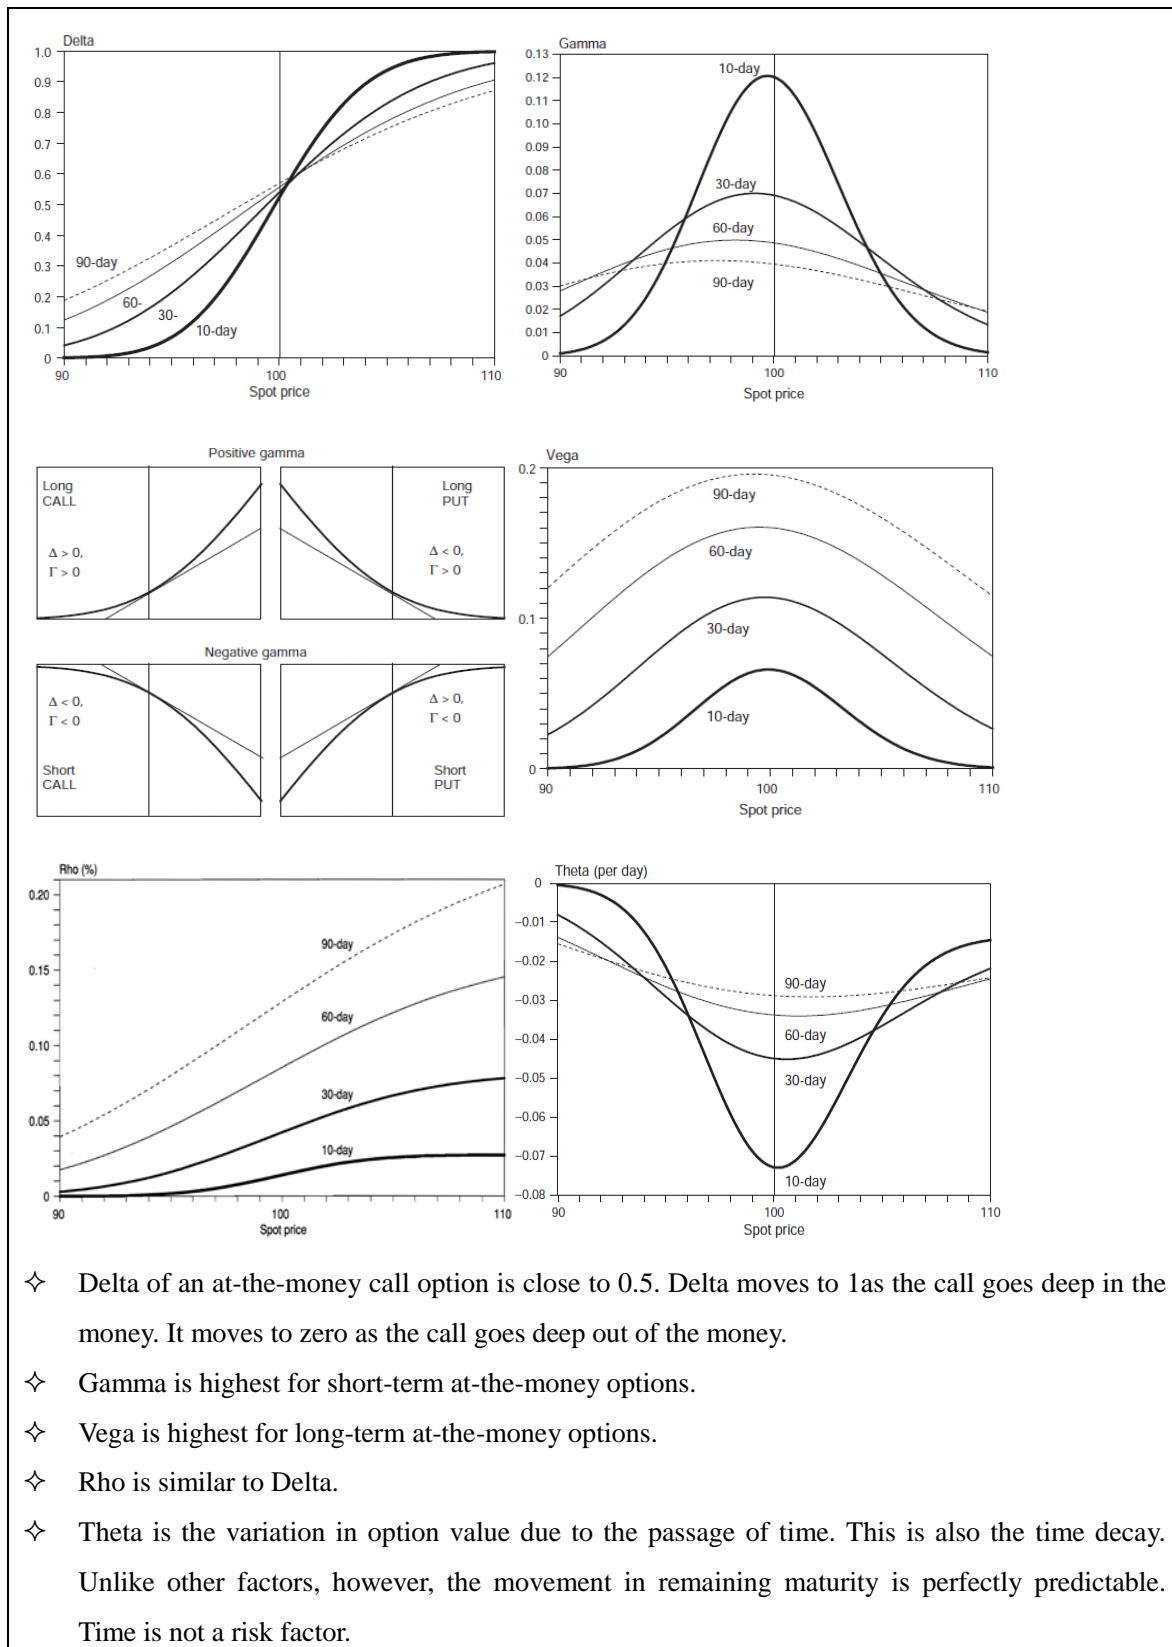 Delta
1.0
0.9
0.8
0.7
0.6
0.5
0.4
0.3
0.2
0.1
0
90-day
60-
30-
10-day
90
100
110
Spot price
Gamma
0.13
0.12
0.11
0.10
0.09
0.08
0.07
0.06
0.05
0.04
0.03
0.02
0.01
0
10-day
30-day
60-day
90-day
90
100
110
Spot price
Positive gamma
Long
CALL
Δ > 0,
Γ > 0
Long
PUT
Δ < 0,
Γ > 0
Negative gamma
Δ < 0,
Γ < 0
Short
CALL
Δ > 0,
Γ < 0
Short
PUT
Vega
0.2
0.1
0
90-day
60-day
30-day
10-day
90
100
110
Spot price
Rho (%)
0.20
0.15
0.10
0.05
0
90-day
60-day
30-day
10-day
90
100
110
Spot price
Theta (per day)
0
−0.01
−0.02
−0.03
−0.04
−0.05
−0.06
−0.07
−0.08
90-day
60-day
30-day
10-day
90
100
110
Spot price
✧ Delta of an at-the-money call option is close to 0.5. Delta moves to 1as the call goes deep in the
money. It moves to zero as the call goes deep out of the money.
✧ Gamma is highest for short-term at-the-money options.
✧ Vega is highest for long-term at-the-money options.
✧ Rho is similar to Delta.
✧ Theta is the variation in option value due to the passage of time. This is also the time decay.
Unlike other factors, however, the movement in remaining maturity is perfectly predictable.
Time is not a risk factor.